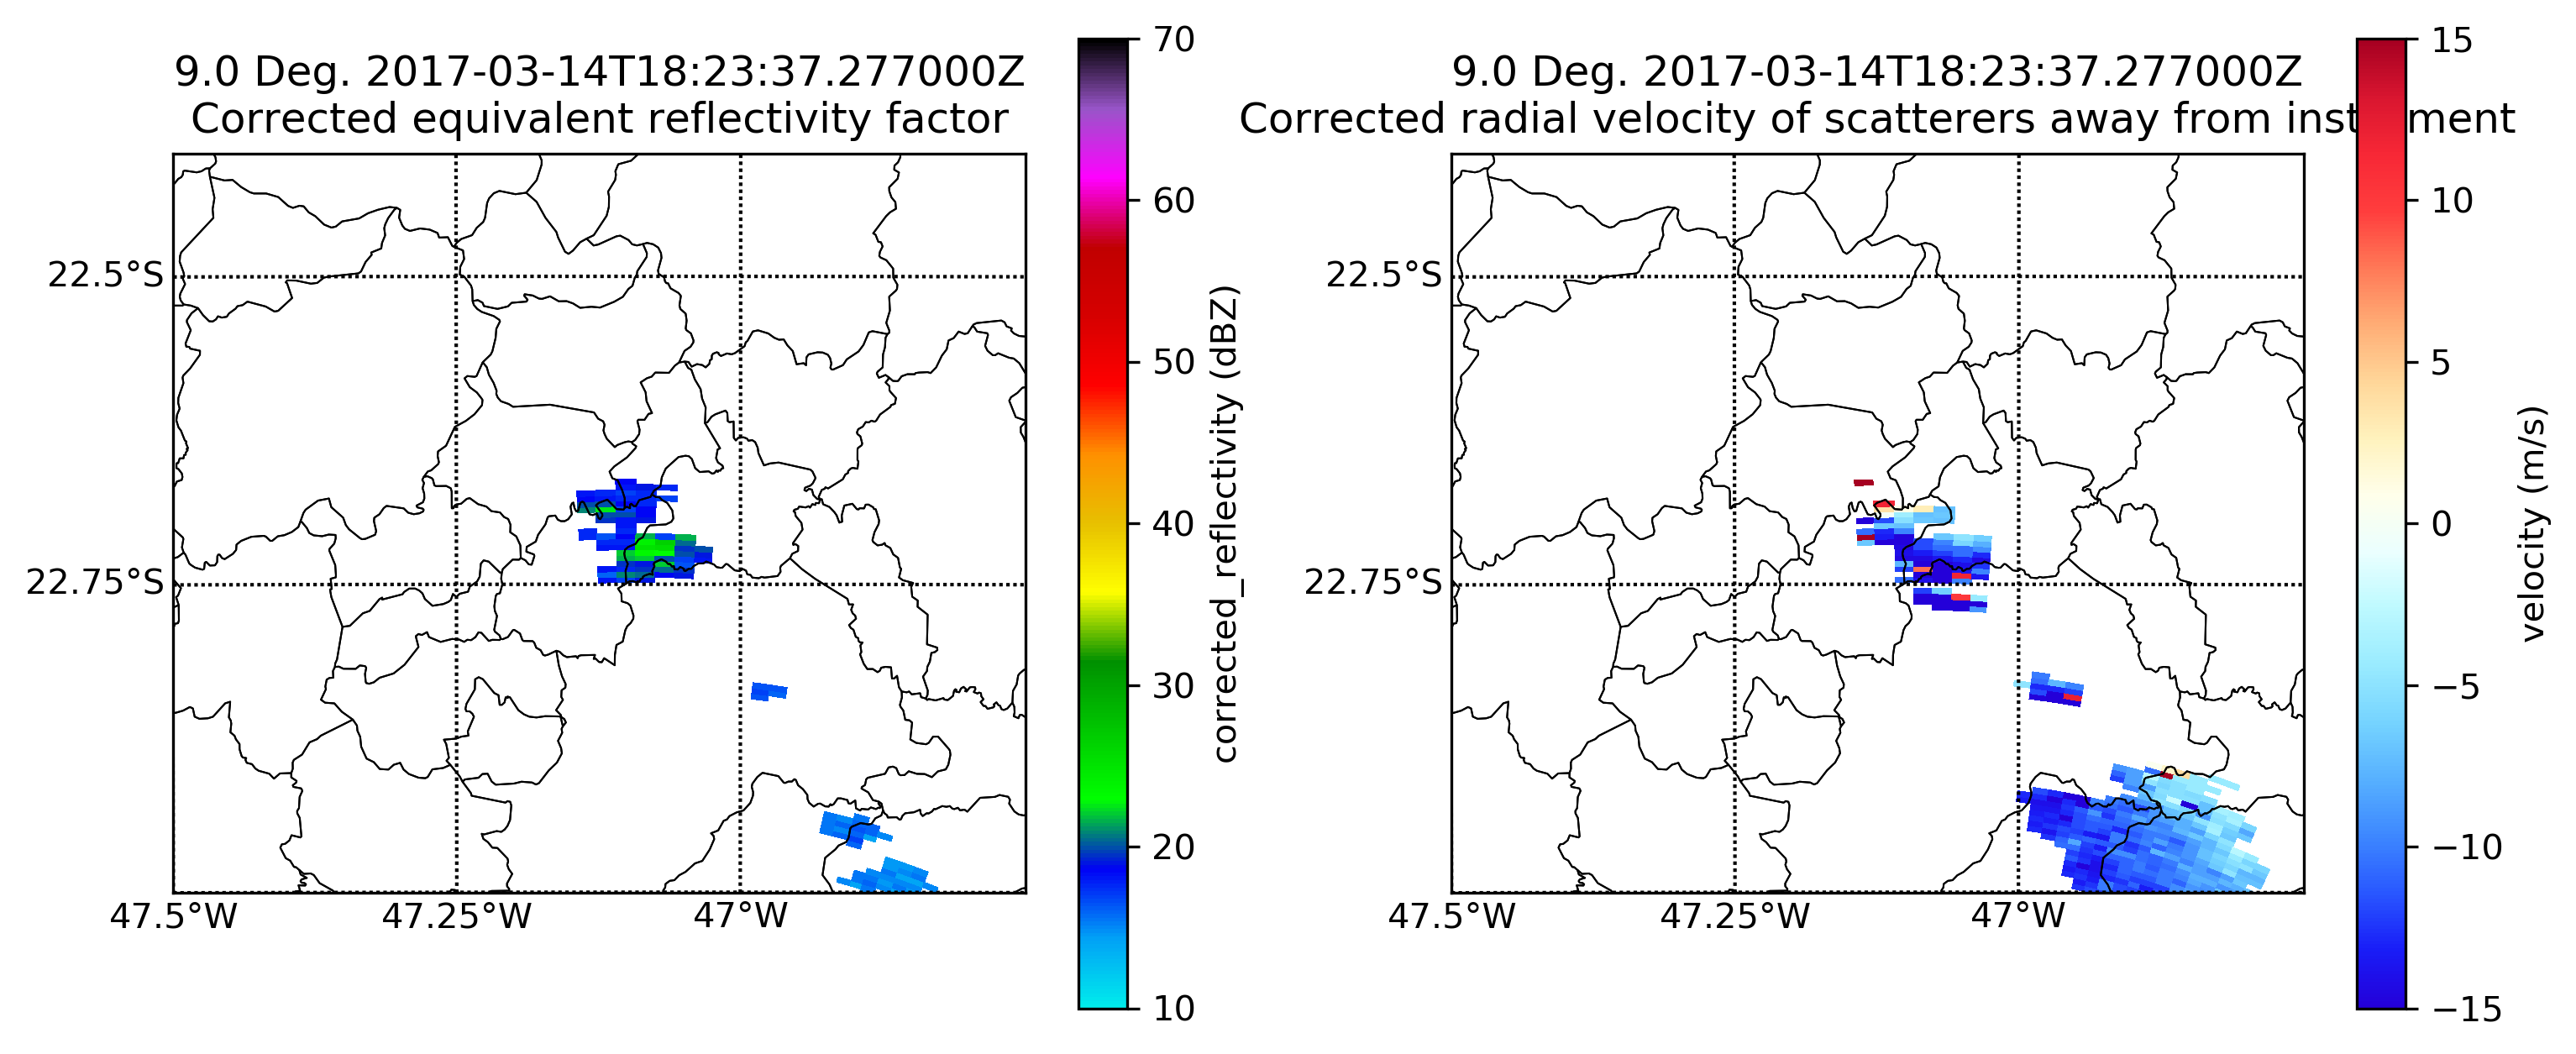 9.0 Deg. 2017-03-14T18:23:37.277000Z
Corrected equivalent reflectivity factor
22.5°S
22.75°S
47.5°W
47.25°W
47°W
70
60
50
40
30
20
10
corrected_reflectivity (dBZ)
9.0 Deg. 2017-03-14T18:23:37.277000Z
Corrected radial velocity of scatterers away from inst ment
22.5°S
22.75°S
47.5°W
47.25°W
47°W
15
10
5
0
−5
−10
−15
velocity (m/s)